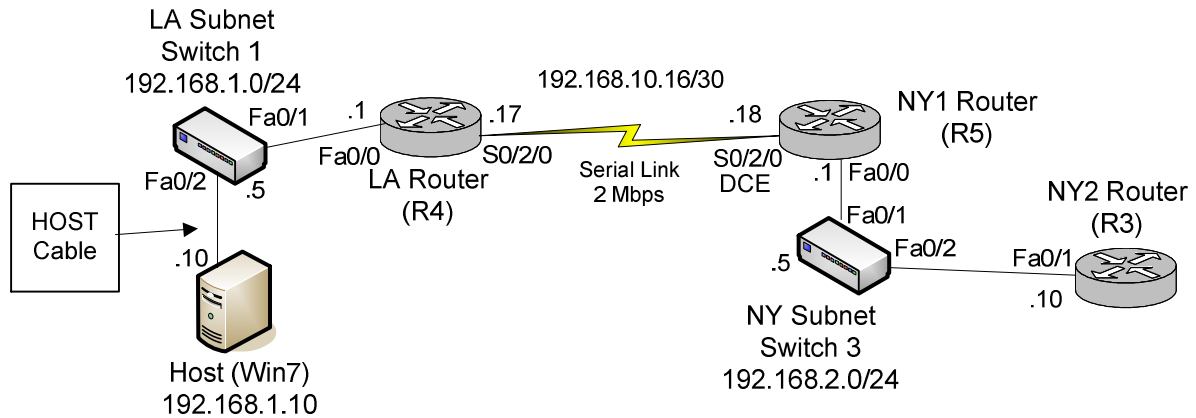 LA Subnet
Switch 1
192.168.1.0/24
Fa0/1
.1
Fa0/0
.17
S0/2/0
LA Router
(R4)
192.168.10.16/30
Serial Link
2 Mbps
.18
S0/2/0
DCE
NY1 Router
(R5)
.1
Fa0/0
Fa0/2
.5
HOST
Cable
.10
Host (Win7)
192.168.1.10
Fa0/1
.5
Fa0/2
NY Subnet
Switch 3
192.168.2.0/24
NY2 Router
(R3)
Fa0/1
.10